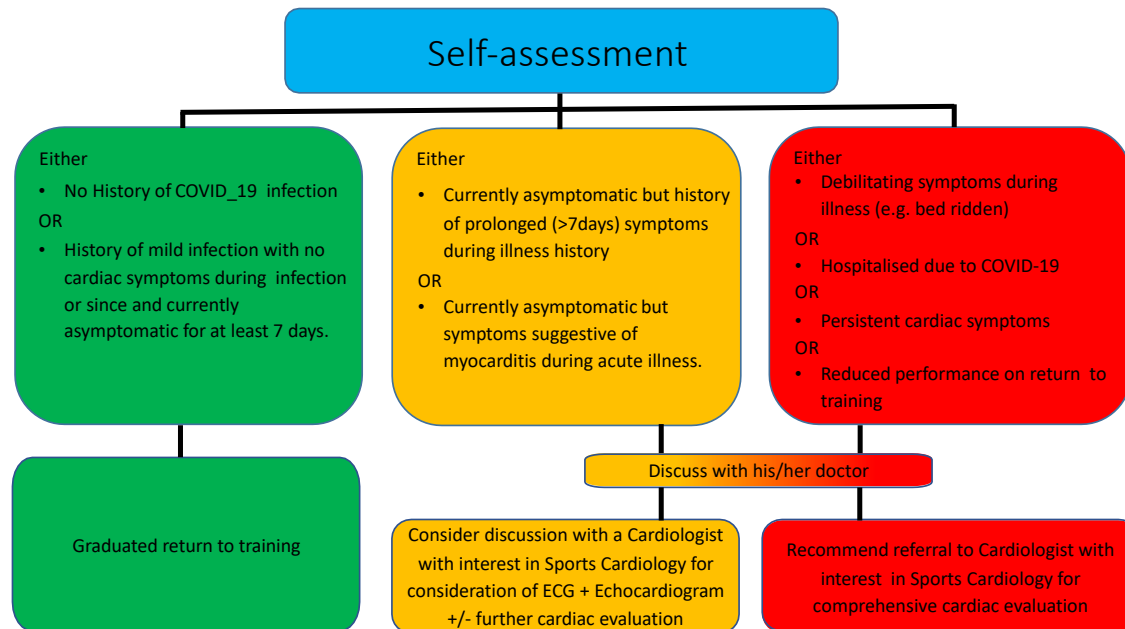 Self-assessment
Either
• No History of COVID_19 infection
OR
• History of mild infection with no
cardiac symptoms during infection
or since and currently
asymptomatic for at least 7 days.
Either
• Currently asymptomatic but history
of prolonged (>7days) symptoms
during illness history
OR
• Currently asymptomatic but
symptoms suggestive of
myocarditis during acute illness.
Either
• Debilitating symptoms during
illness (e.g. bed ridden)
OR
• Hospitalised due to COVID-19
OR
• Persistent cardiac symptoms
OR
• Reduced performance on return to
training
Discuss with his/her doctor
Graduated return to training
Consider discussion with a Cardiologist
with interest in Sports Cardiology for
consideration of ECG + Echocardiogram
+/- further cardiac evaluation
Recommend referral to Cardiologist with
interest in Sports Cardiology for
comprehensive cardiac evaluation